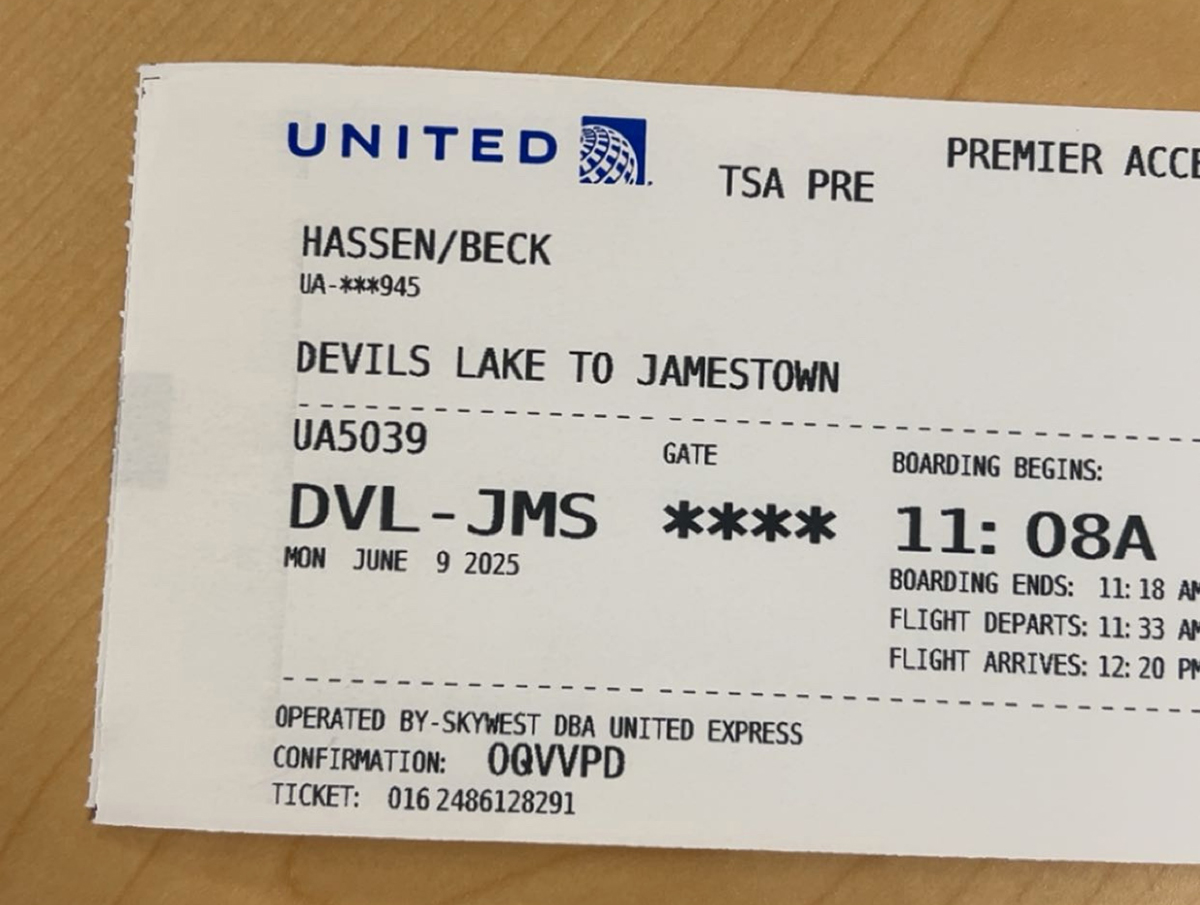 UNITED
TSA PRE
PREMIER ACCE
HASSEN/BECK
UA-***945
DEVILS LAKE TO JAMESTOWN
UA5039
GATE
BOARDING BEGINS:
DVL-JMS
****
11:08A
MON JUNE 9 2025
BOARDING ENDS: 11:18 AM
FLIGHT DEPARTS: 11:33 AM
FLIGHT ARRIVES: 12:20 PM
OPERATED BY-SKYWEST DBA UNITED EXPRESS
CONFIRMATION: OQVVPD
TICKET: 016 2486128291